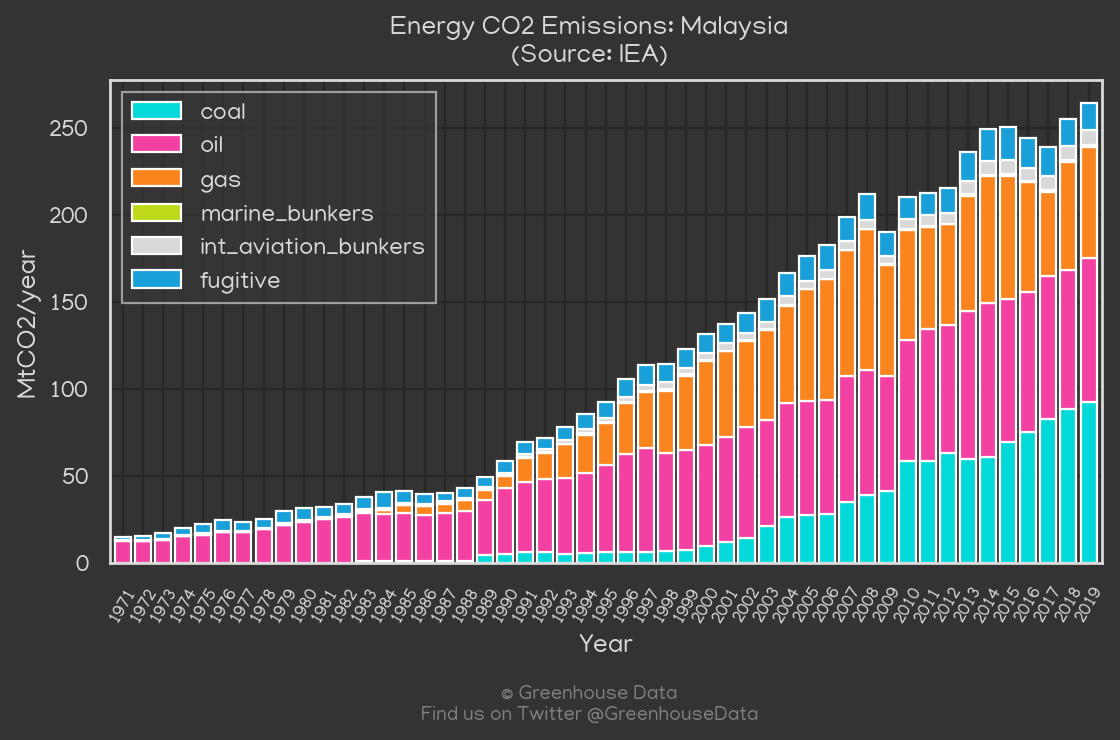 Energy CO2 Emissions: Malaysia
(Source: IEA)
coal
oil
gas
marine_bunkers
int_aviation_bunkers
fugitive
MtCO2/year
250
200
150
100
50
0
1971 1972 1973 1974 1975 1976 1977 1978 1979 1980 1981 1982 1983 1984 1985 1986 1987 1988 1989 1990 1991 1992 1993 1994 1995 1996 1997 1998 1999 2000 2001 2002 2003 2004 2005 2006 2007 2008 2009 2010 2011 2012 2013 2014 2015 2016 2017 2018 2019
Year
© Greenhouse Data
Find us on Twitter @GreenhouseData